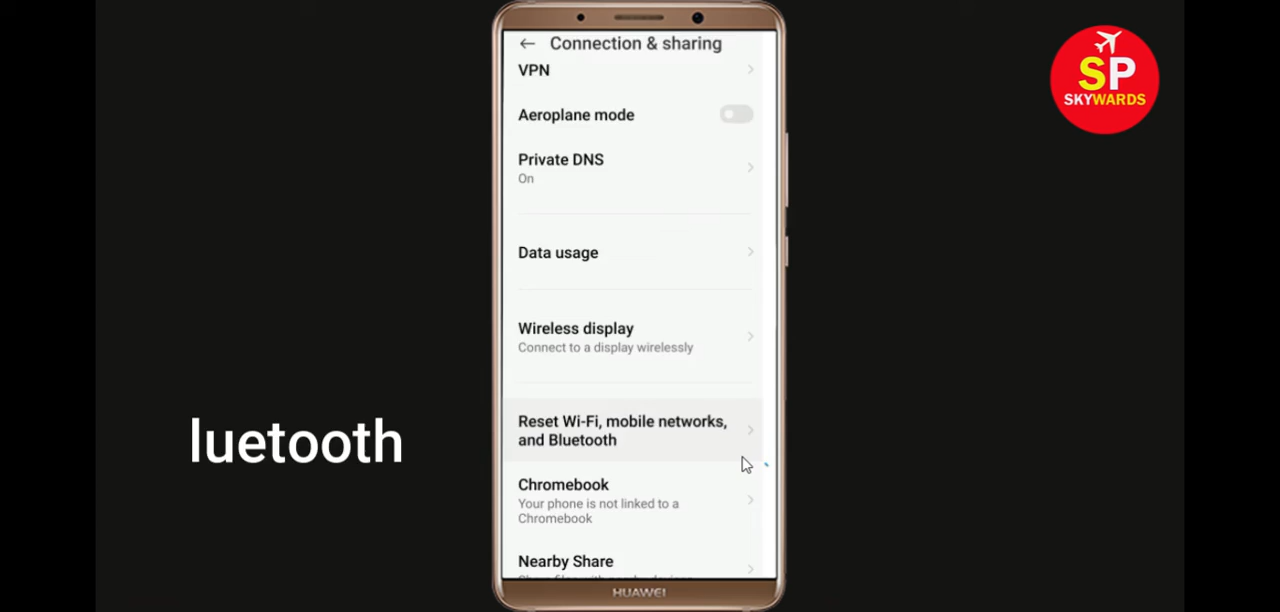 Connection & sharing
VPN
Aeroplane mode
Private DNS
On
Data usage
Wireless display
Connect to a display wirelessly
Reset Wi-Fi, mobile networks,
and Bluetooth
Chromebook
Your phone is not linked to a
Chromebook
Nearby Share
HUAWEI
luetooth
SP
SKYWARDS